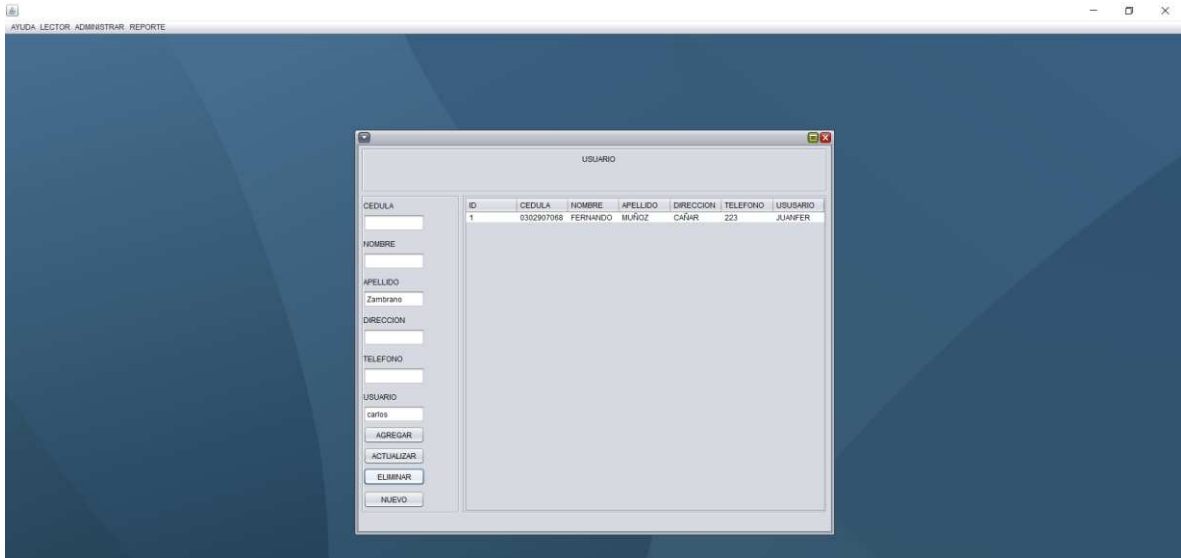 AYUDA LECTOR ADMINISTRAR REPORTE
USUARIO
CEDULA
NOMBRE
APELLIDO
Zambrano
DIRECCION
TELEFONO
USUARIO
carlos
AGREGAR
ACTUALIZAR
ELIMINAR
NUEVO
ID CEDULA NOMBRE APELLIDO DIRECCION TELEFONO USUSARIO
1 0302907068 FERNANDO MUÑOZ CAÑAR 223 JUANFER